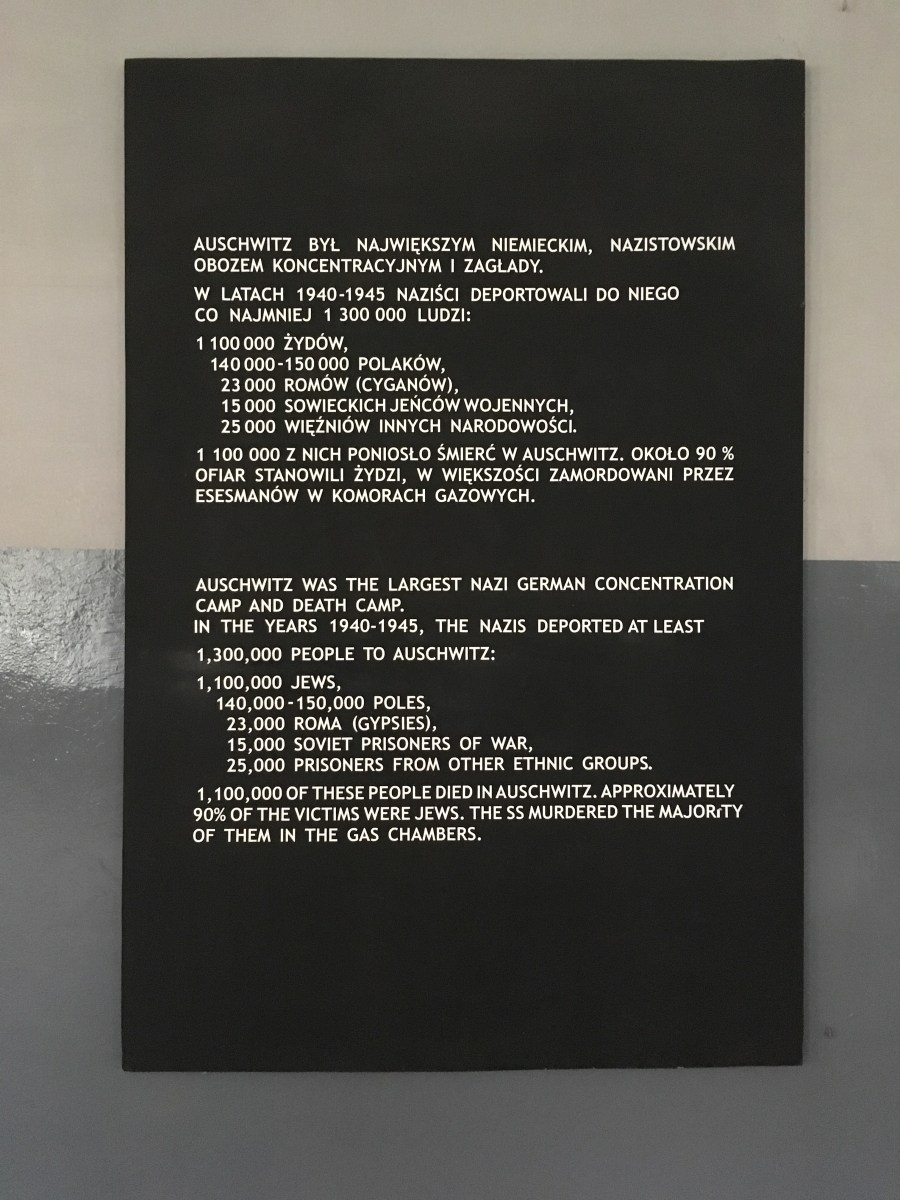 AUSCHWITZ BYŁ NAJWIĘKSZYM NIEMIECKIM, NAZISTOWSKIM
OBOZEM KONCENTRACYJNYM I ZAGŁADY.
W LATACH 1940-1945 NAZIŚCI DEPORTOWALI DO NIEGO
CO NAJMNIEJ 1 300 000 LUDZI:
1 100 000 ŻYDÓW,
140 000-150 000 POLAKÓW,
23 000 ROMÓW (CYGANÓW),
15 000 SOWIECKICH JEŃCÓW WOJENNYCH,
25 000 WIĘŹNIÓW INNYCH NARODOWOŚCI.
1 100 000 Z NICH PONIOSŁO ŚMIERĆ W AUSCHWITZ. OKOŁO 90 %
OFIAR STANOWILI ŻYDZI, W WIĘKSZOŚCI ZAMORDOWANI PRZEZ
ESESMANÓW W KOMORACH GAZOWYCH.
AUSCHWITZ WAS THE LARGEST NAZI GERMAN CONCENTRATION
CAMP AND DEATH CAMP.
IN THE YEARS 1940-1945, THE NAZIS DEPORTED AT LEAST
1,300,000 PEOPLE TO AUSCHWITZ:
1,100,000 JEWS,
140,000-150,000 POLES,
23,000 ROMA (GYPSIES),
15,000 SOVIET PRISONERS OF WAR,
25,000 PRISONERS FROM OTHER ETHNIC GROUPS.
1,100,000 OF THESE PEOPLE DIED IN AUSCHWITZ. APPROXIMATELY
90% OF THE VICTIMS WERE JEWS. THE SS MURDERED THE MAJORrTY
OF THEM IN THE GAS CHAMBERS.